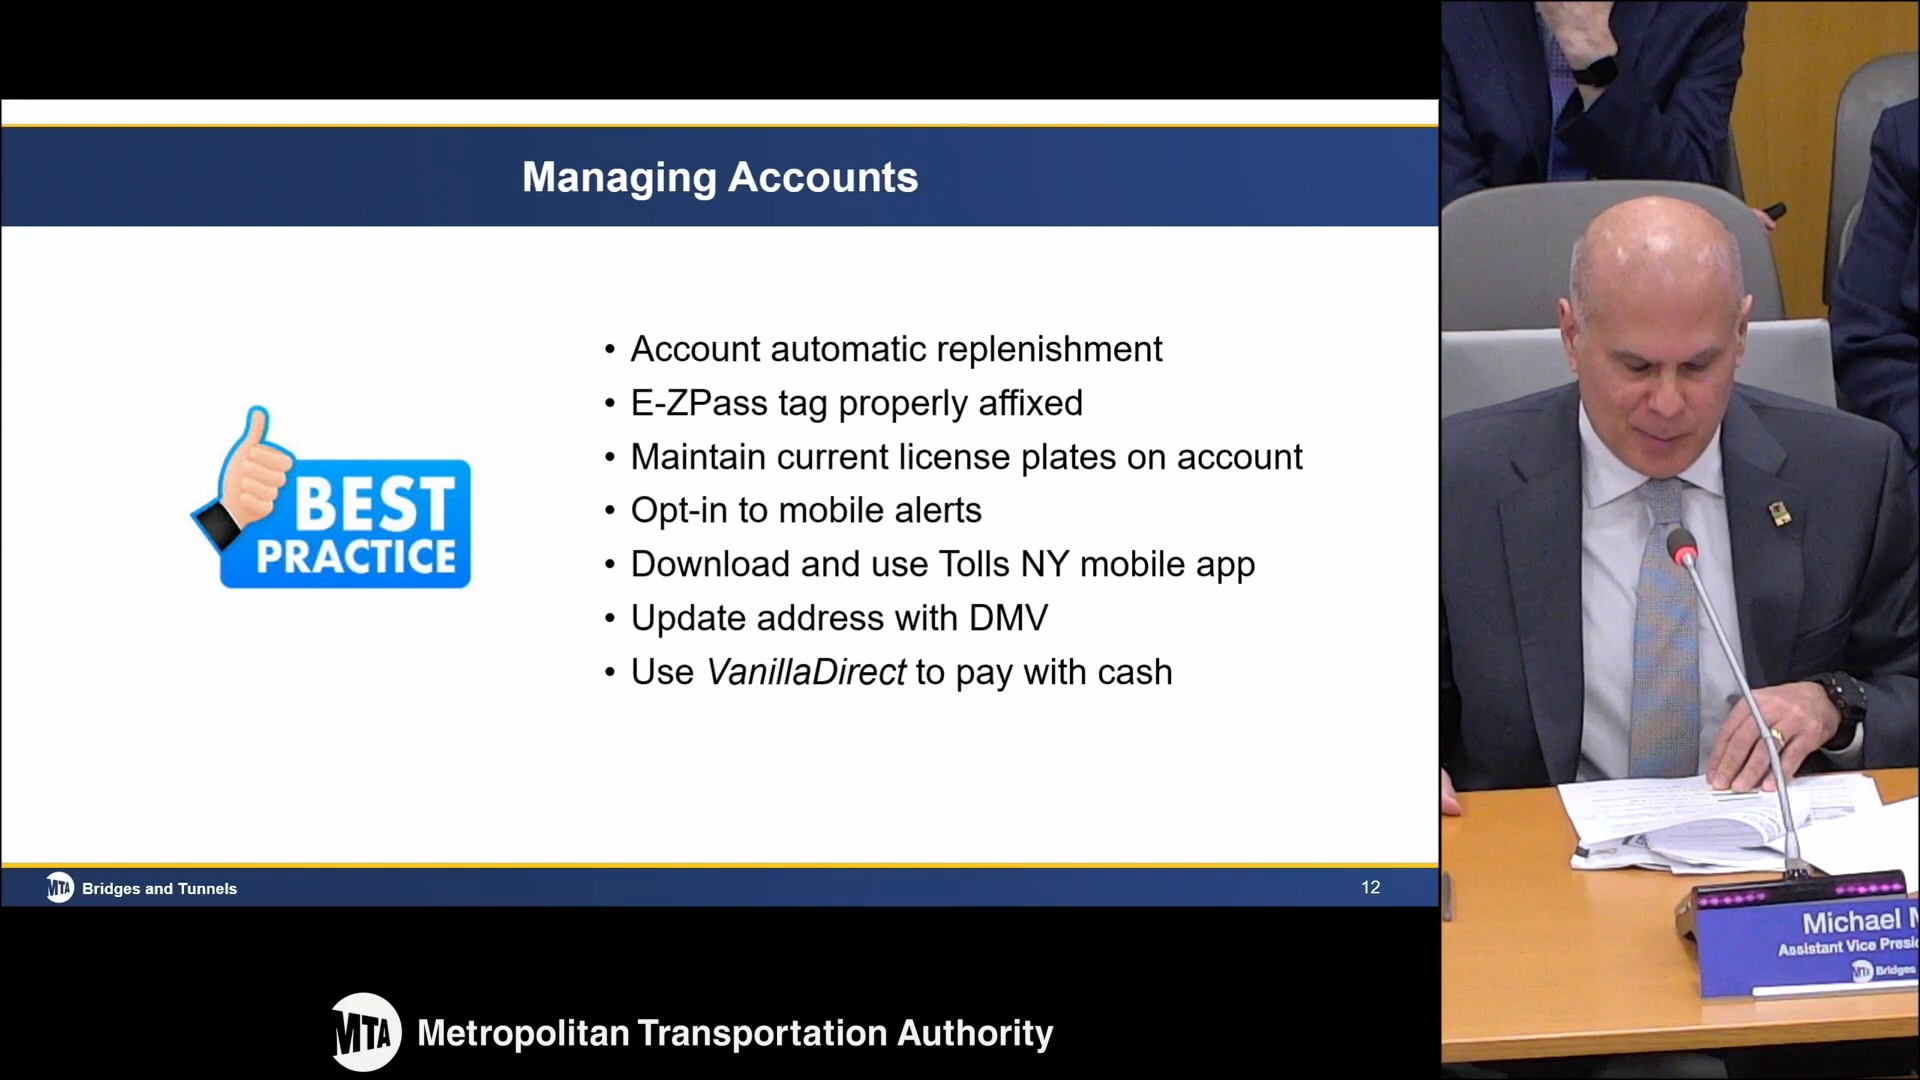 Managing Accounts
BEST
PRACTICE
• Account automatic replenishment
• E-ZPass tag properly affixed
• Maintain current license plates on account
• Opt-in to mobile alerts
• Download and use Tolls NY mobile app
• Update address with DMV
• Use VanillaDirect to pay with cash
MTA Bridges and Tunnels
12
MTA Metropolitan Transportation Authority
Michael
Assistant Vice
MTA Bridges